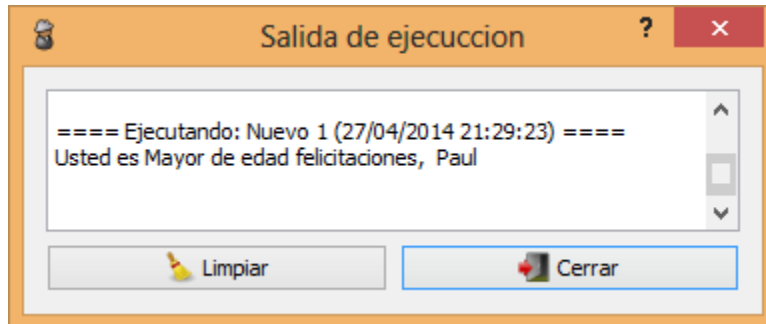 Salida de ejecuccion ?
==== Ejecutando: Nuevo 1 (27/04/2014 21:29:23) ====
Usted es Mayor de edad felicitaciones,  Paul
Limpiar Cerrar